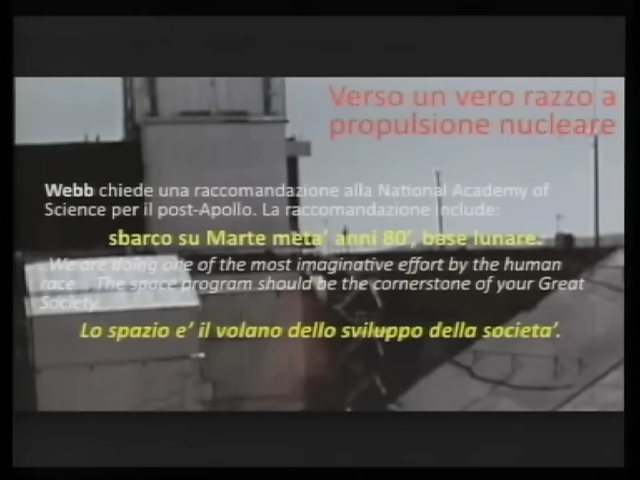 Verso un vero razzo a
propulsione nucleare
Webb chiede una raccomandazione alla National Academy of
Science per il post-Apollo. La raccomandazione include:
sbarco su Marte meta' anni 80', base lunare.
We are doing one of the most imaginative effort by the human
race... The space program should be the cornerstone of your Great
Society.
Lo spazio e' il volano dello sviluppo della societa'.